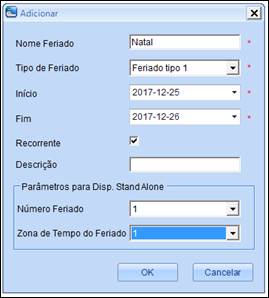 Adicionar
Nome Feriado Natal *
Tipo de Feriado Feriado tipo 1 *
Início 2017-12-25 *
Fim 2017-12-26 *
Recorrente
Descrição
Parâmetros para Disp. Stand Alone
Número Feriado 1
Zona de Tempo do Feriado 1
OK Cancelar